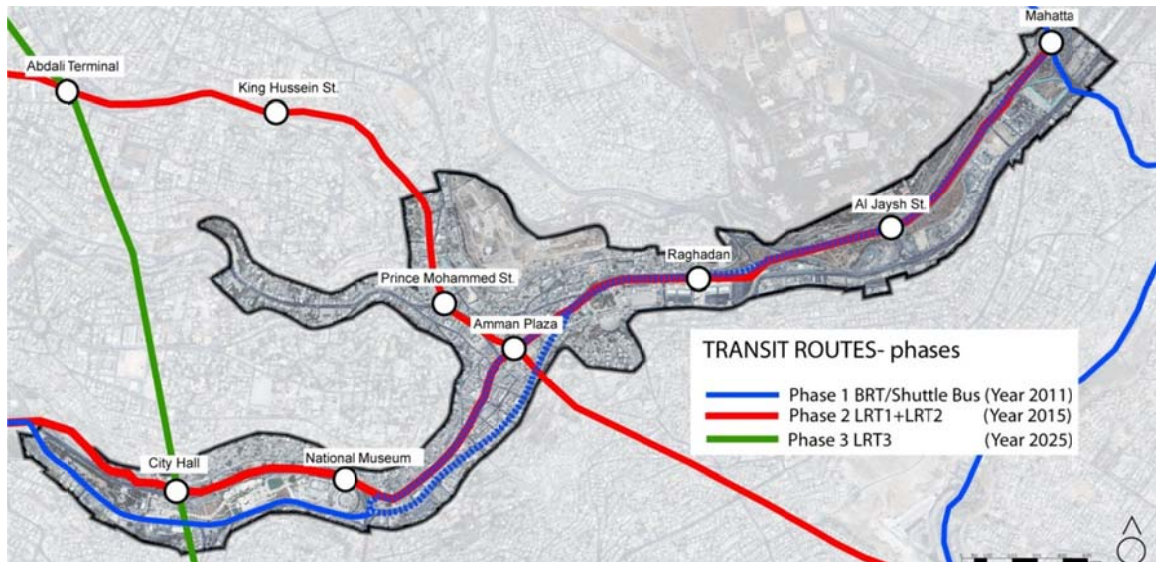 Mahatta
Abdali Terminal
King Hussein St.
Al Jaysh St.
Raghadan
Prince Mohammed St.
Amman Plaza
TRANSIT ROUTES- phases
Phase 1 BRT/Shuttle Bus (Year 2011)
Phase 2 LRT1+LRT2 (Year 2015)
Phase 3 LRT3 (Year 2025)
City Hall
National Museum